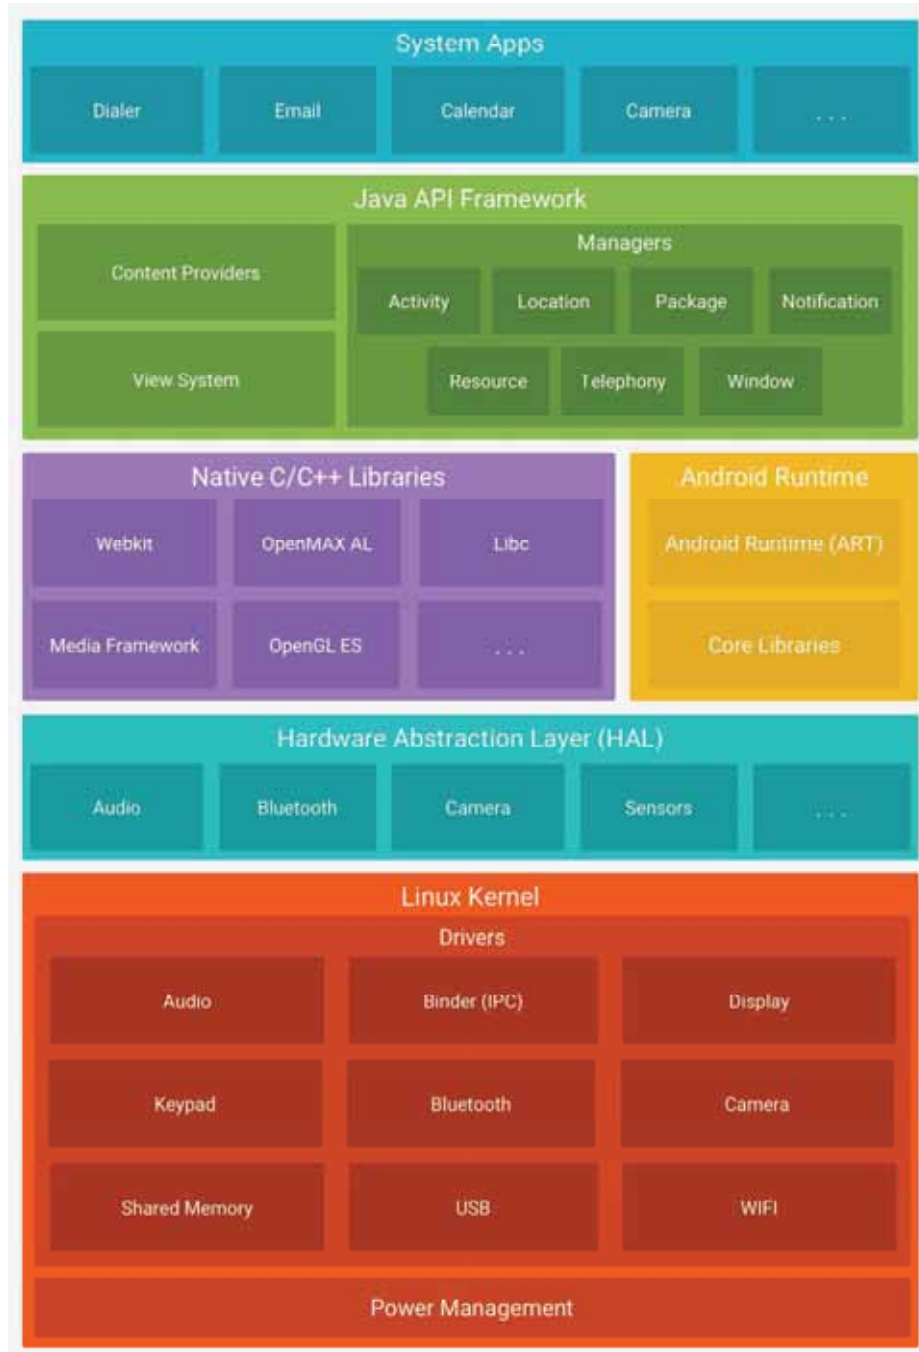 System Apps
Dialer Email Calendar Camera . . .
Java API Framework
Content Providers
View System
Managers
Activity Location Package Notification
Resource Telephony Window
Native C/C++ Libraries
Webkit OpenMAX AL Libc
Media Framework OpenGL ES . . .
Android Runtime
Android Runtime (ART)
Core Libraries
Hardware Abstraction Layer (HAL)
Audio Bluetooth Camera Sensors . . .
Linux Kernel
Drivers
Audio Binder (IPC) Display
Keypad Bluetooth Camera
Shared Memory USB WIFI
Power Management